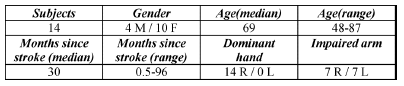 Subjects Gender Age(median) Age(range)
14 4 M / 10 F 69 48-87
Months since Months since Dominant Impaired arm
stroke (median) stroke (range) hand
30 0.5-96 14 R / 0 L 7 R / 7 L